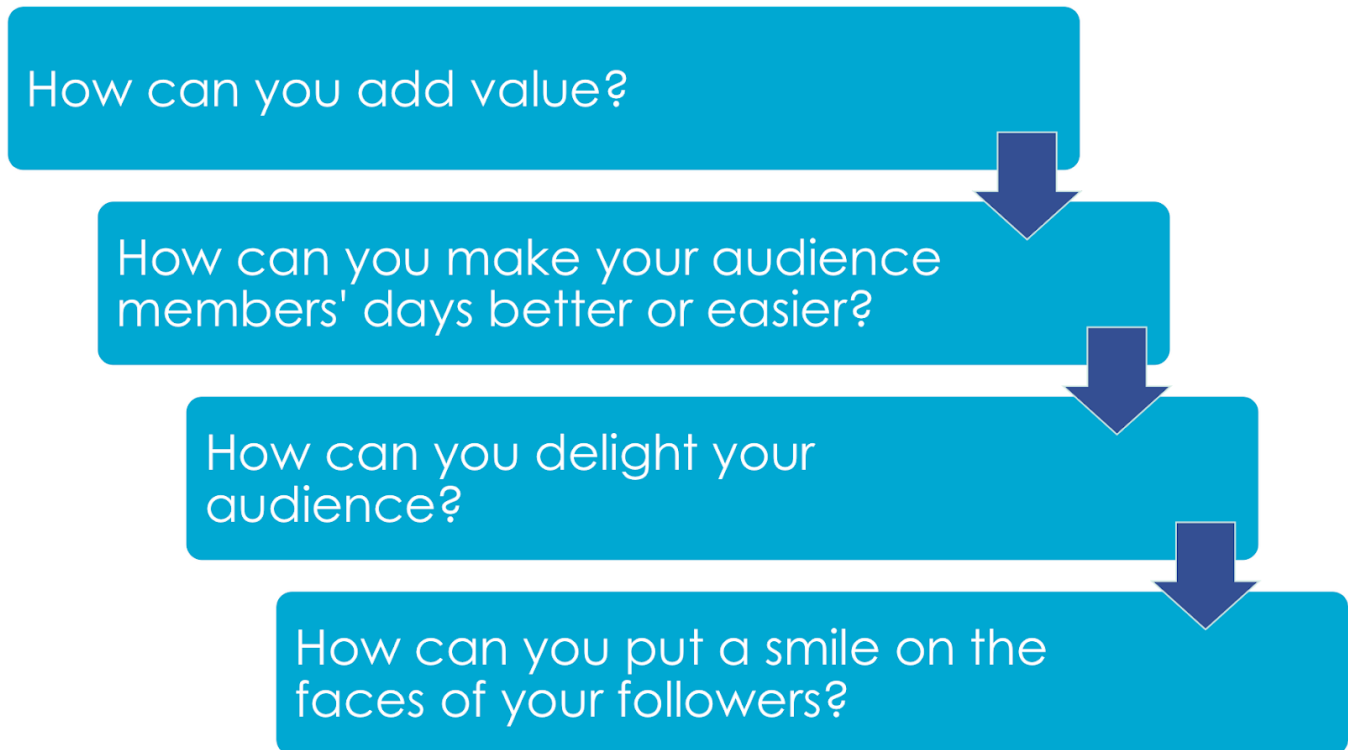 How can you add value?
How can you make your audience
members' days better or easier?
How can you delight your
audience?
How can you put a smile on the
faces of your followers?